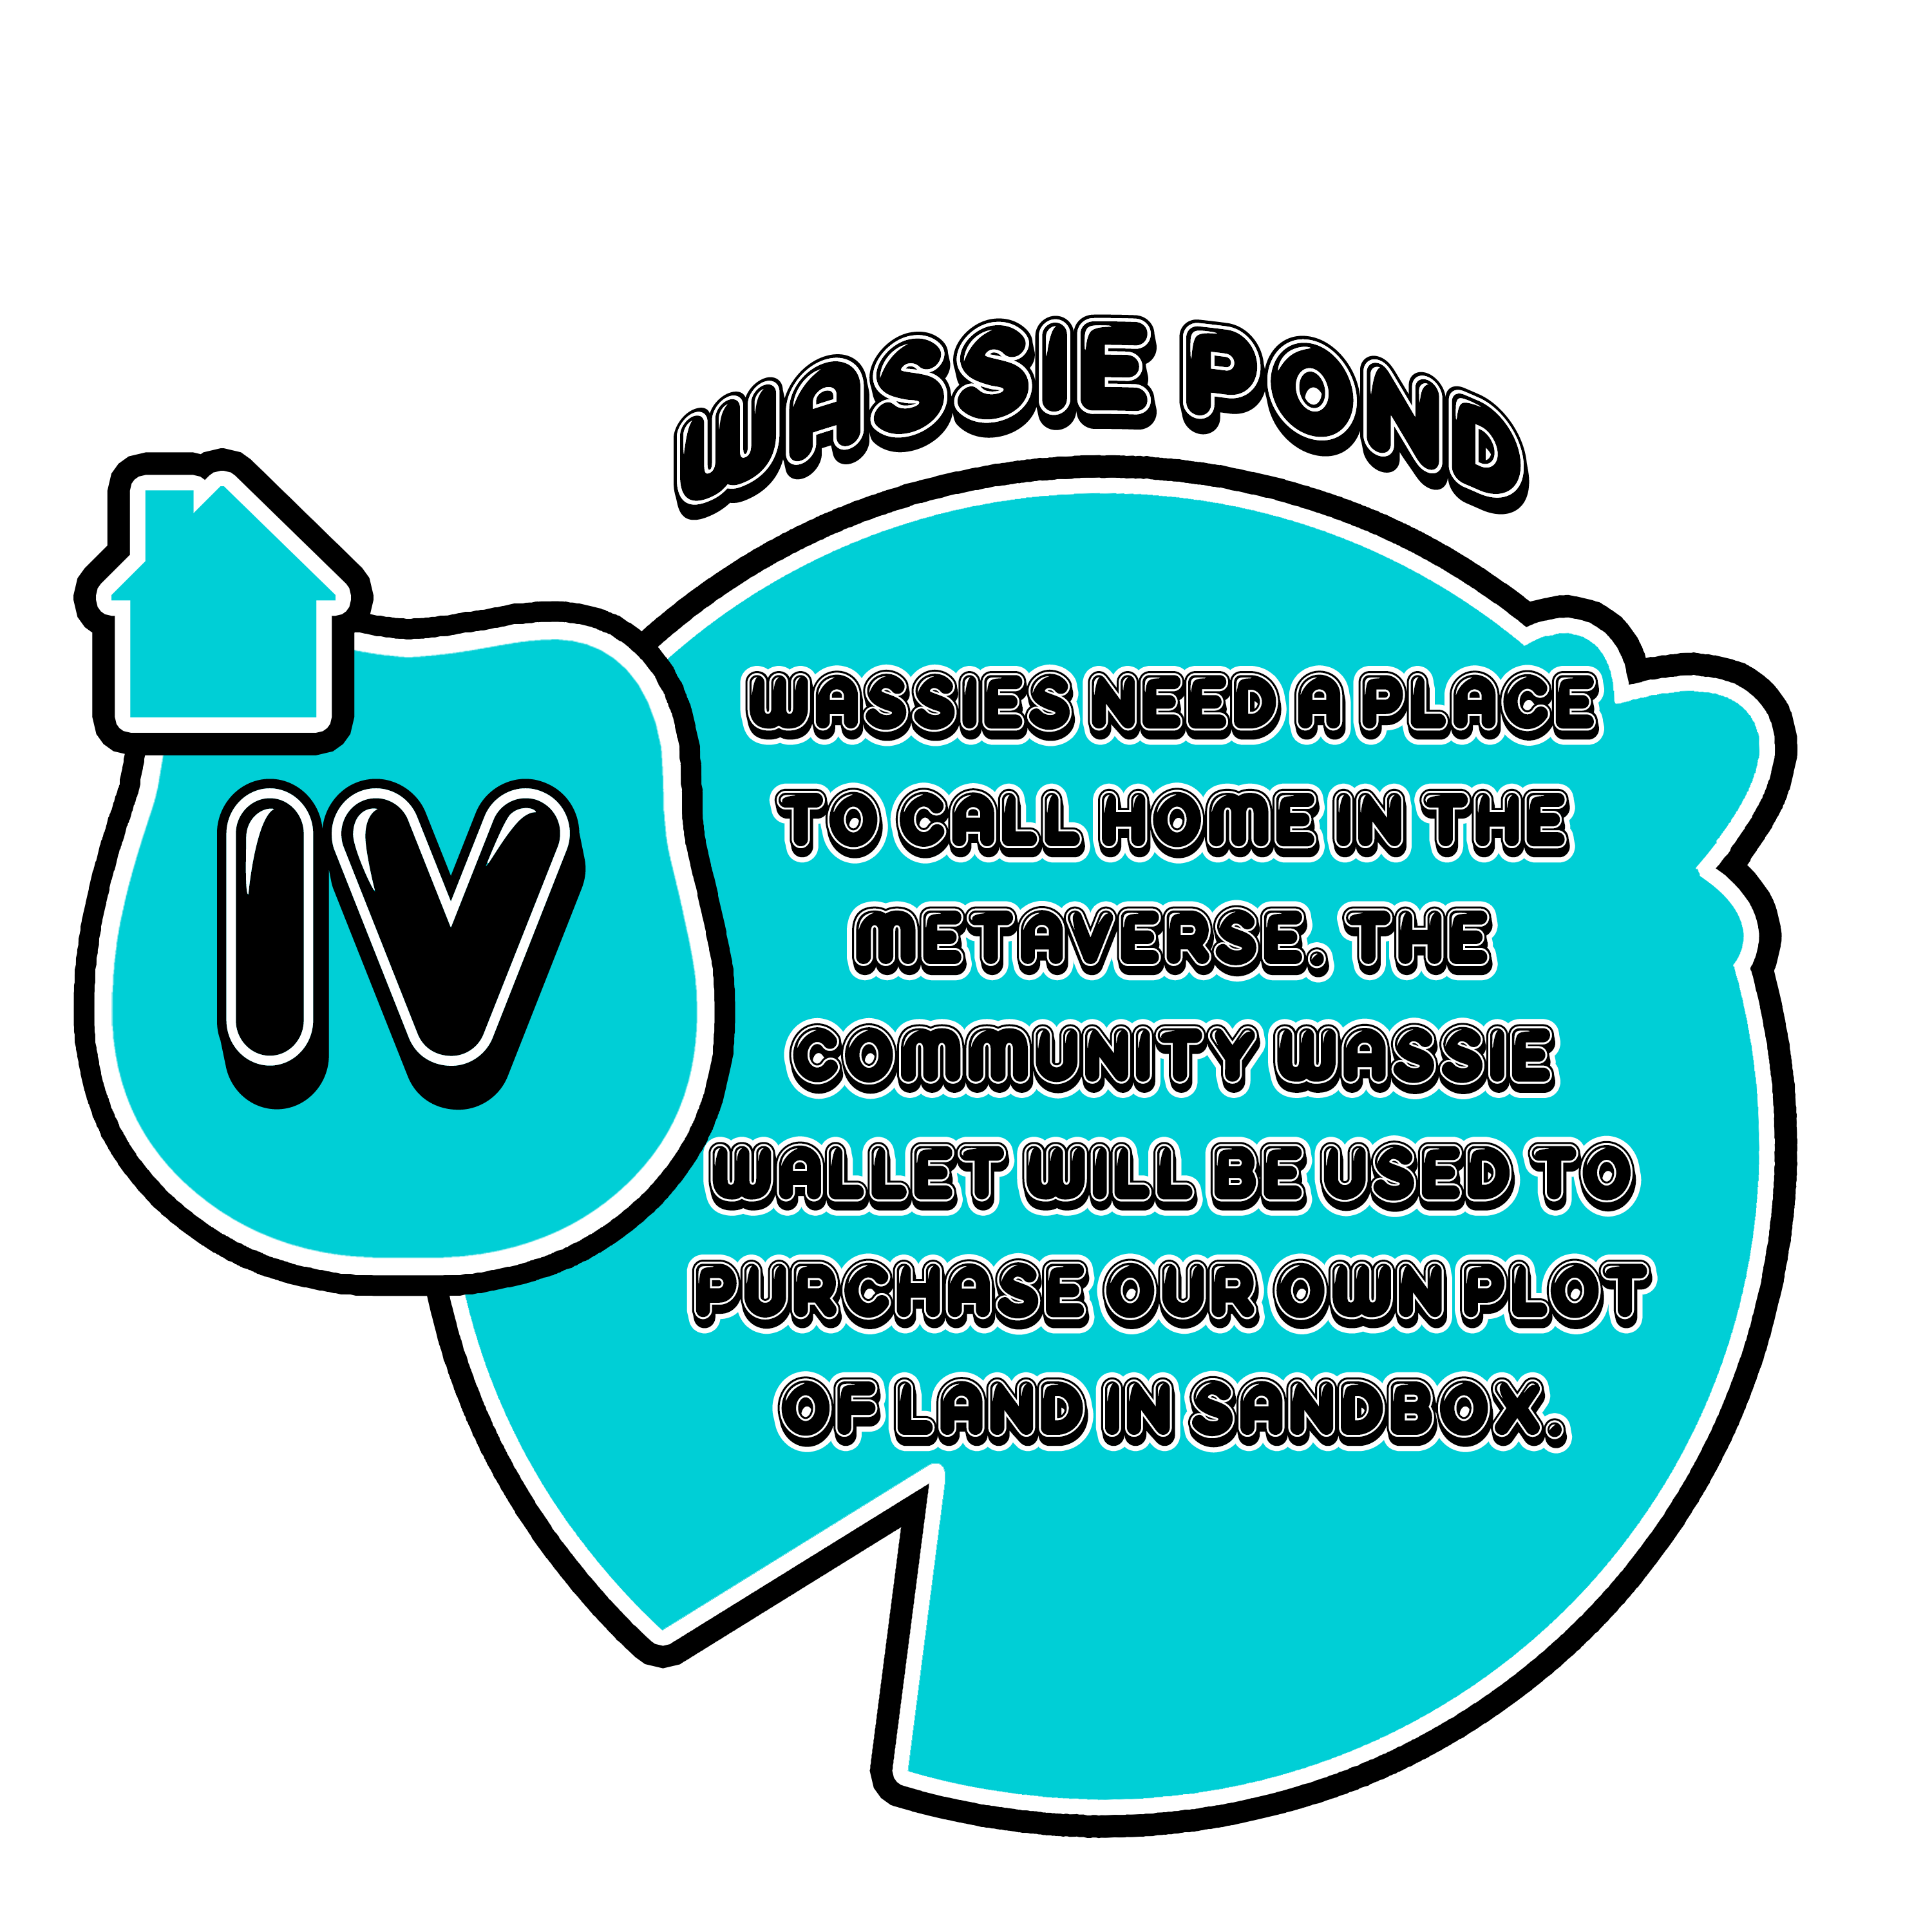 WASSIE POND
IV
WASSIES NEED A PLACE
TO CALL HOME IN THE
METAVERSE. THE
COMMUNITY WASSIE
WALLET WILL BE USED TO
PURCHASE OUR OWN PLOT
OF LAND IN SANDBOX.